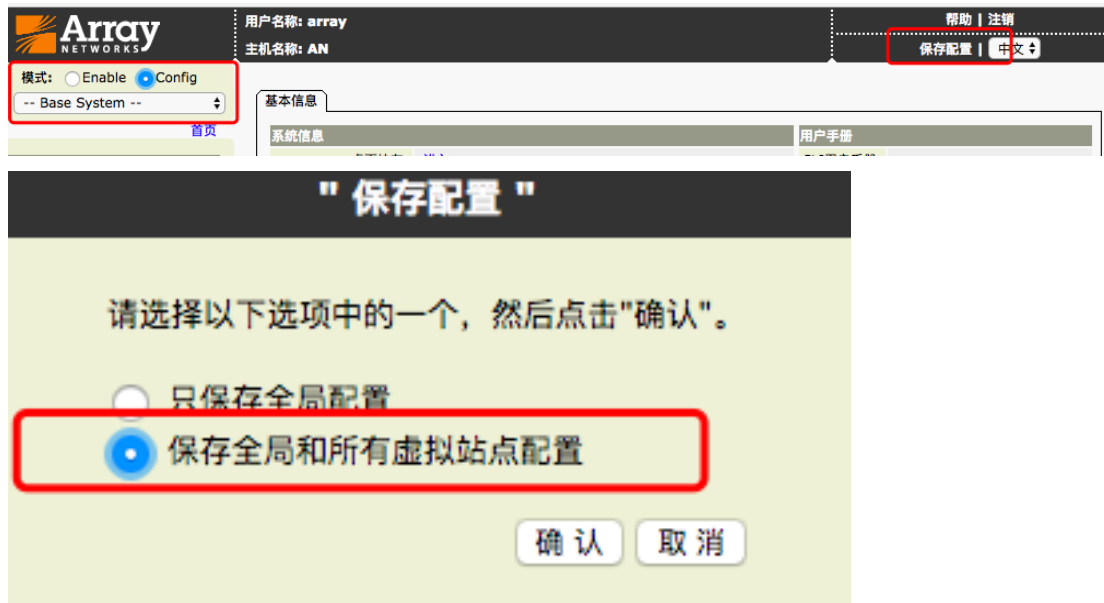 Array
NETWORKS
用户名称: array
主机名称: AN
帮助 | 注销
保存配置 | 中文
模式: Enable Config
-- Base System --
首页
基本信息
系统信息
用户手册
" 保存配置 "
请选择以下选项中的一个，然后点击"确认"。
只保存全局配置
保存全局和所有虚拟站点配置
确 认
取 消